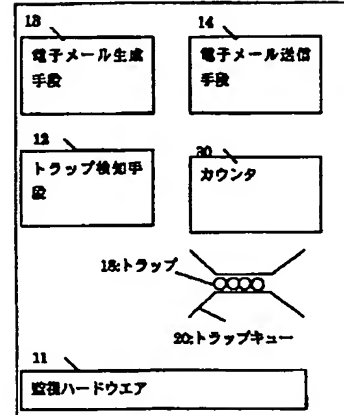 13
14
電子メール生成
手段
電子メール送信
手段
12
30
トラップ検知手
段
カウンタ
18:トラップ
20:トラップキュー
11
監視ハードウエア